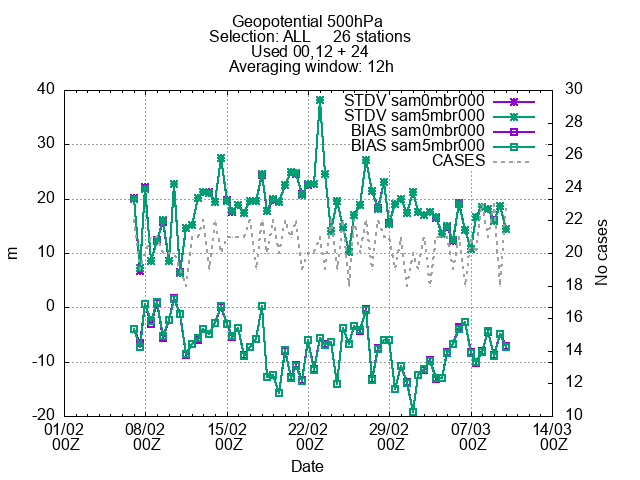 Geopotential 500hPa
Selection: ALL 26 stations
Used 00,12 + 24
Averaging window: 12h
40
30
20
10
0
-10
-20
m
30
28
26
24
22
20
18
16
14
12
10
No cases
STDV sam0mbr000
STDV sam5mbr000
BIAS sam0mbr000
BIAS sam5mbr000
CASES
01/02 08/02 15/02 22/02 29/02 07/03 14/03
00Z 00Z 00Z 00Z 00Z 00Z 00Z
Date